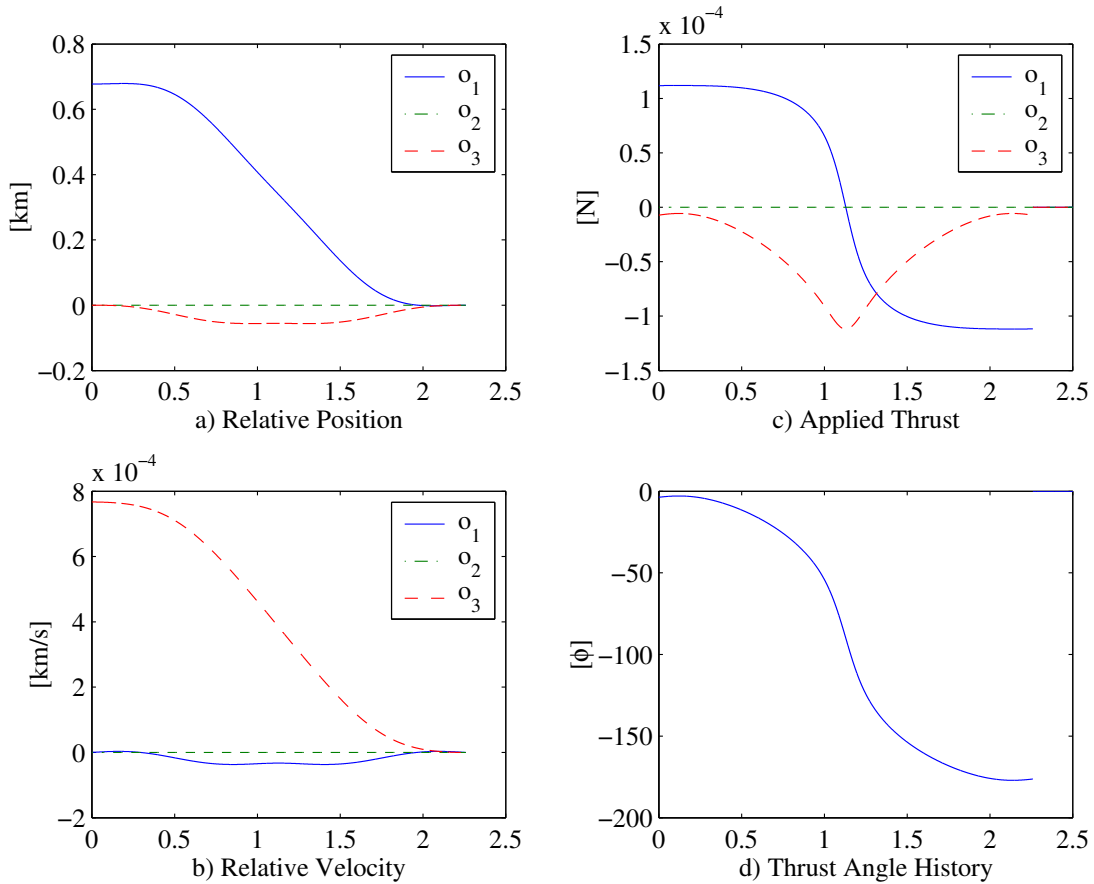 0.8
0.6
0.4
0.2
0
−0.2
[km]
o1
o2
o3
0 0.5 1 1.5 2 2.5
a) Relative Position
x 10−4
1.5
1
0.5
0
−0.5
−1
−1.5
[N]
o1
o2
o3
0 0.5 1 1.5 2 2.5
c) Applied Thrust
x 10−4
8
6
4
2
0
−2
[km/s]
o1
o2
o3
0 0.5 1 1.5 2 2.5
b) Relative Velocity
0
−50
−100
−150
−200
[ϕ]
0 0.5 1 1.5 2 2.5
d) Thrust Angle History